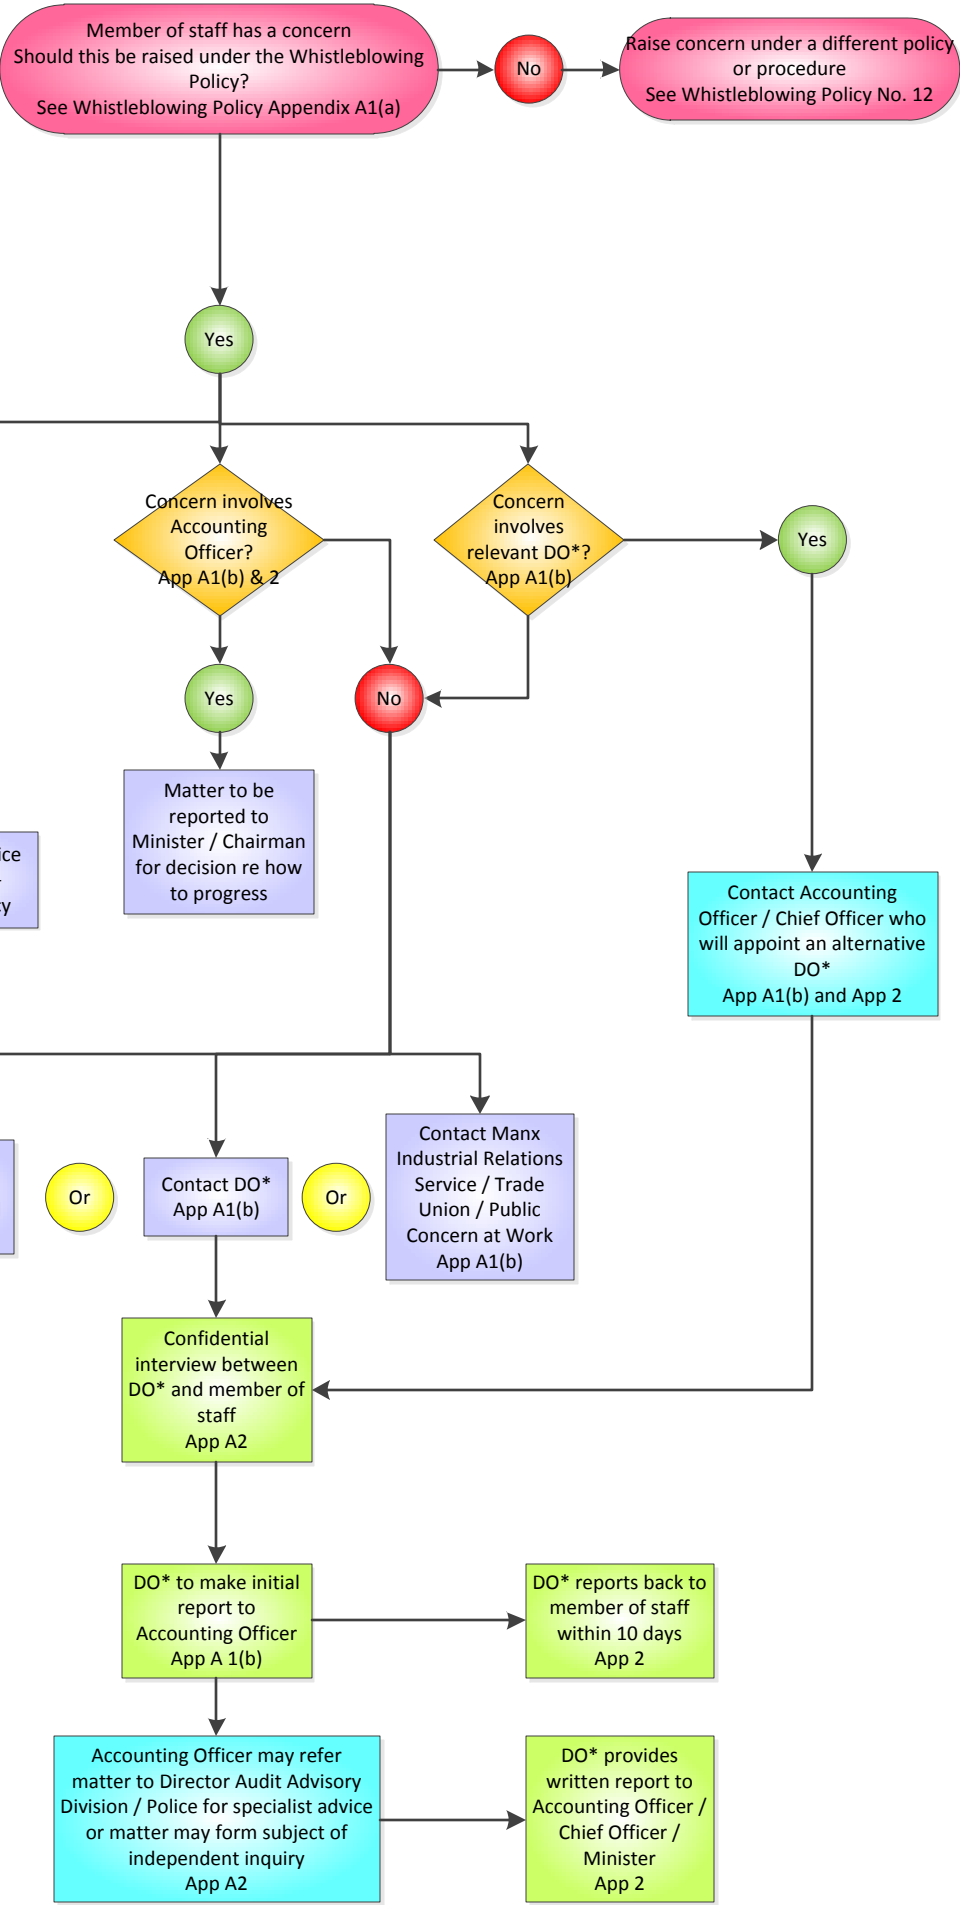 Member of staff has a concern
Should this be raised under the Whistleblowing
Policy?
See Whistleblowing Policy Appendix A1(a)
No
Raise concern under a different policy
or procedure
See Whistleblowing Policy No. 12
Yes
Concern involves
Accounting
Officer?
App A1(b) & 2
Concern
involves
relevant DO*?
App A1(b)
Yes
Yes
No
Matter to be
reported to
Minister / Chairman
for decision re how
to progress
Contact Accounting
Officer / Chief Officer who
will appoint an alternative
DO*
App A1(b) and App 2
Or
Contact DO*
App A1(b)
Or
Contact Manx
Industrial Relations
Service / Trade
Union / Public
Concern at Work
App A1(b)
Confidential
interview between
DO* and member of
staff
App A2
DO* to make initial
report to
Accounting Officer
App A 1(b)
DO* reports back to
member of staff
within 10 days
App 2
Accounting Officer may refer
matter to Director Audit Advisory
Division / Police for specialist advice
or matter may form subject of
independent inquiry
App A2
DO* provides
written report to
Accounting Officer /
Chief Officer /
Minister
App 2